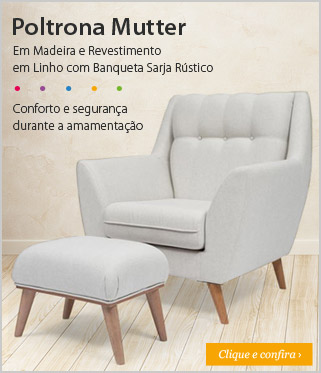 Poltrona Mutter
Em Madeira e Revestimento
em Linho com Banqueta Sarja Rústico
Conforto e segurança
durante a amamentação
Clique e confira ›